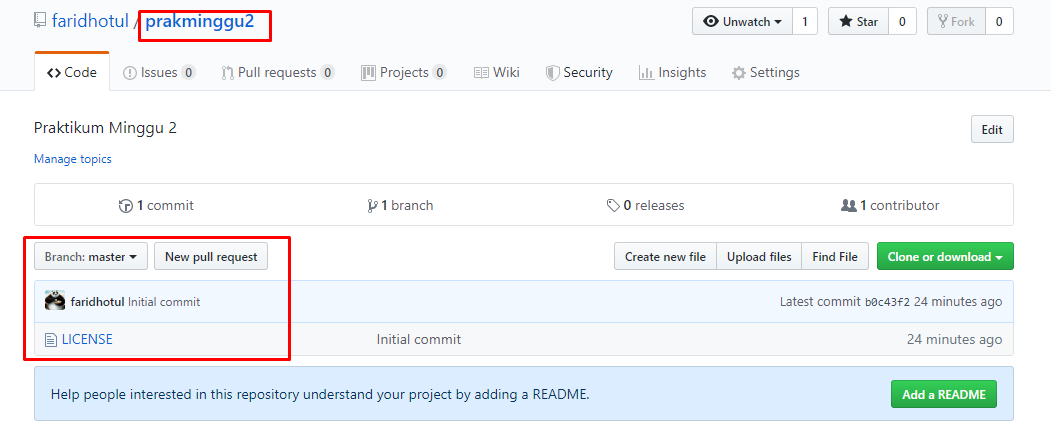 faridhotul / prakminggu2 Unwatch 1 Star 0 Fork 0
Code Issues 0 Pull requests 0 Projects 0 Wiki Security Insights Settings
Praktikum Minggu 2 Edit
Manage topics
1 commit 1 branch 0 releases 1 contributor
Branch: master New pull request Create new file Upload files Find File Clone or download
faridhotul Initial commit Latest commit b0c43f2 24 minutes ago
LICENSE Initial commit 24 minutes ago
Help people interested in this repository understand your project by adding a README. Add a README